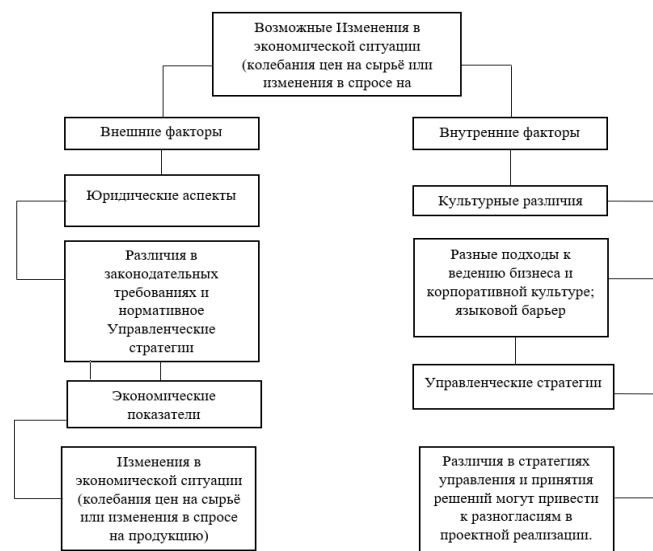 Возможные Изменения в
экономической ситуации
(колебания цен на сырьё или
изменения в спросе на
Внешние факторы
Юридические аспекты
Различия в
законодательных
требованиях и
нормативное
Управленческие
стратегии
Экономические
показатели
Изменения в
экономической ситуации
(колебания цен на сырьё
или изменения в спросе
на продукцию)
Внутренние факторы
Культурные различия
Разные подходы к
ведению бизнеса и
корпоративной культуре;
языковой барьер
Управленческие стратегии
Различия в стратегиях
управления и принятия
решений могут привести
к разногласиям в
проектной реализации.